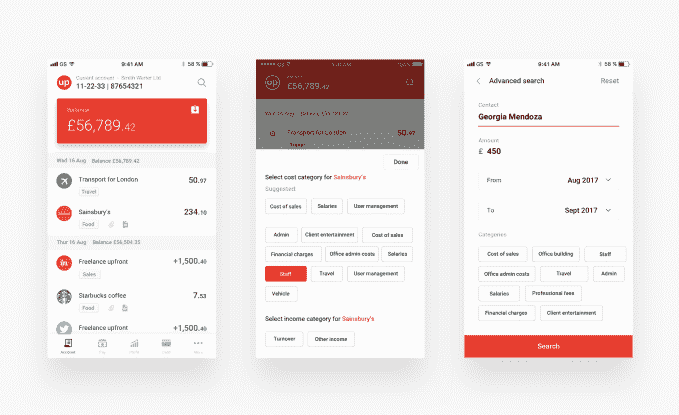 GS
9:41 AM
58 %
up
Current account - Smith Warner Ltd
11-22-33 | 87654321
Balance
£56,789.42
Wed 16 Aug Balance £56,789.42
Transport for London
50.97
Travel
Sainsbury's
234.10
Food
Thur 16 Aug Balance £56,504.35
Freelance upfront
+1,500.40
Sales
Starbucks coffee
7.53
Food
Freelance upfront
+1,500.40
Account
Pay
More
GS
up
£56,789.42
Transport for London
50.97
Done
Select cost category for Sainsbury's
Suggested
Cost of sales Salaries User management
Admin Client entertainment Cost of sales
Financial charges Office admin costs Salaries
Staff Travel User management
Vehicle
Select income category for Sainsbury's
Turnover Other income
GS
9:41 AM
58 %
Advanced search
Reset
Contact
Georgia Mendoza
Amount
£ 450
From Aug 2017
To Sept 2017
Categories
Cost of sales Office building Staff
Office admin costs Travel Admin
Salaries Professional fees
Financial charges Client entertainment
Search